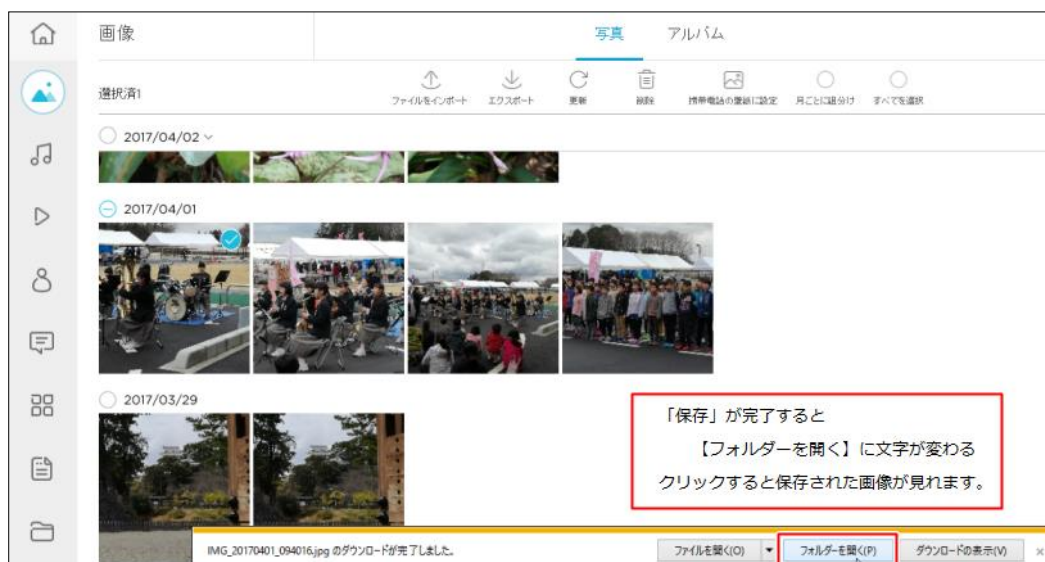 画像
写真
アルバム
選択済1
ファイルをインポート
エクスポート
更新
削除
携帯電話の壁紙に設定
月ごとに組分け
すべてを選択
2017/04/02
2017/04/01
2017/03/29
「保存」が完了すると
【フォルダーを開く】に文字が変わる
クリックすると保存された画像が見れます。
IMG_20170401_094016.jpg のダウンロードが完了しました。
ファイルを開く(O)
フォルダーを開く(P)
ダウンロードの表示(V)